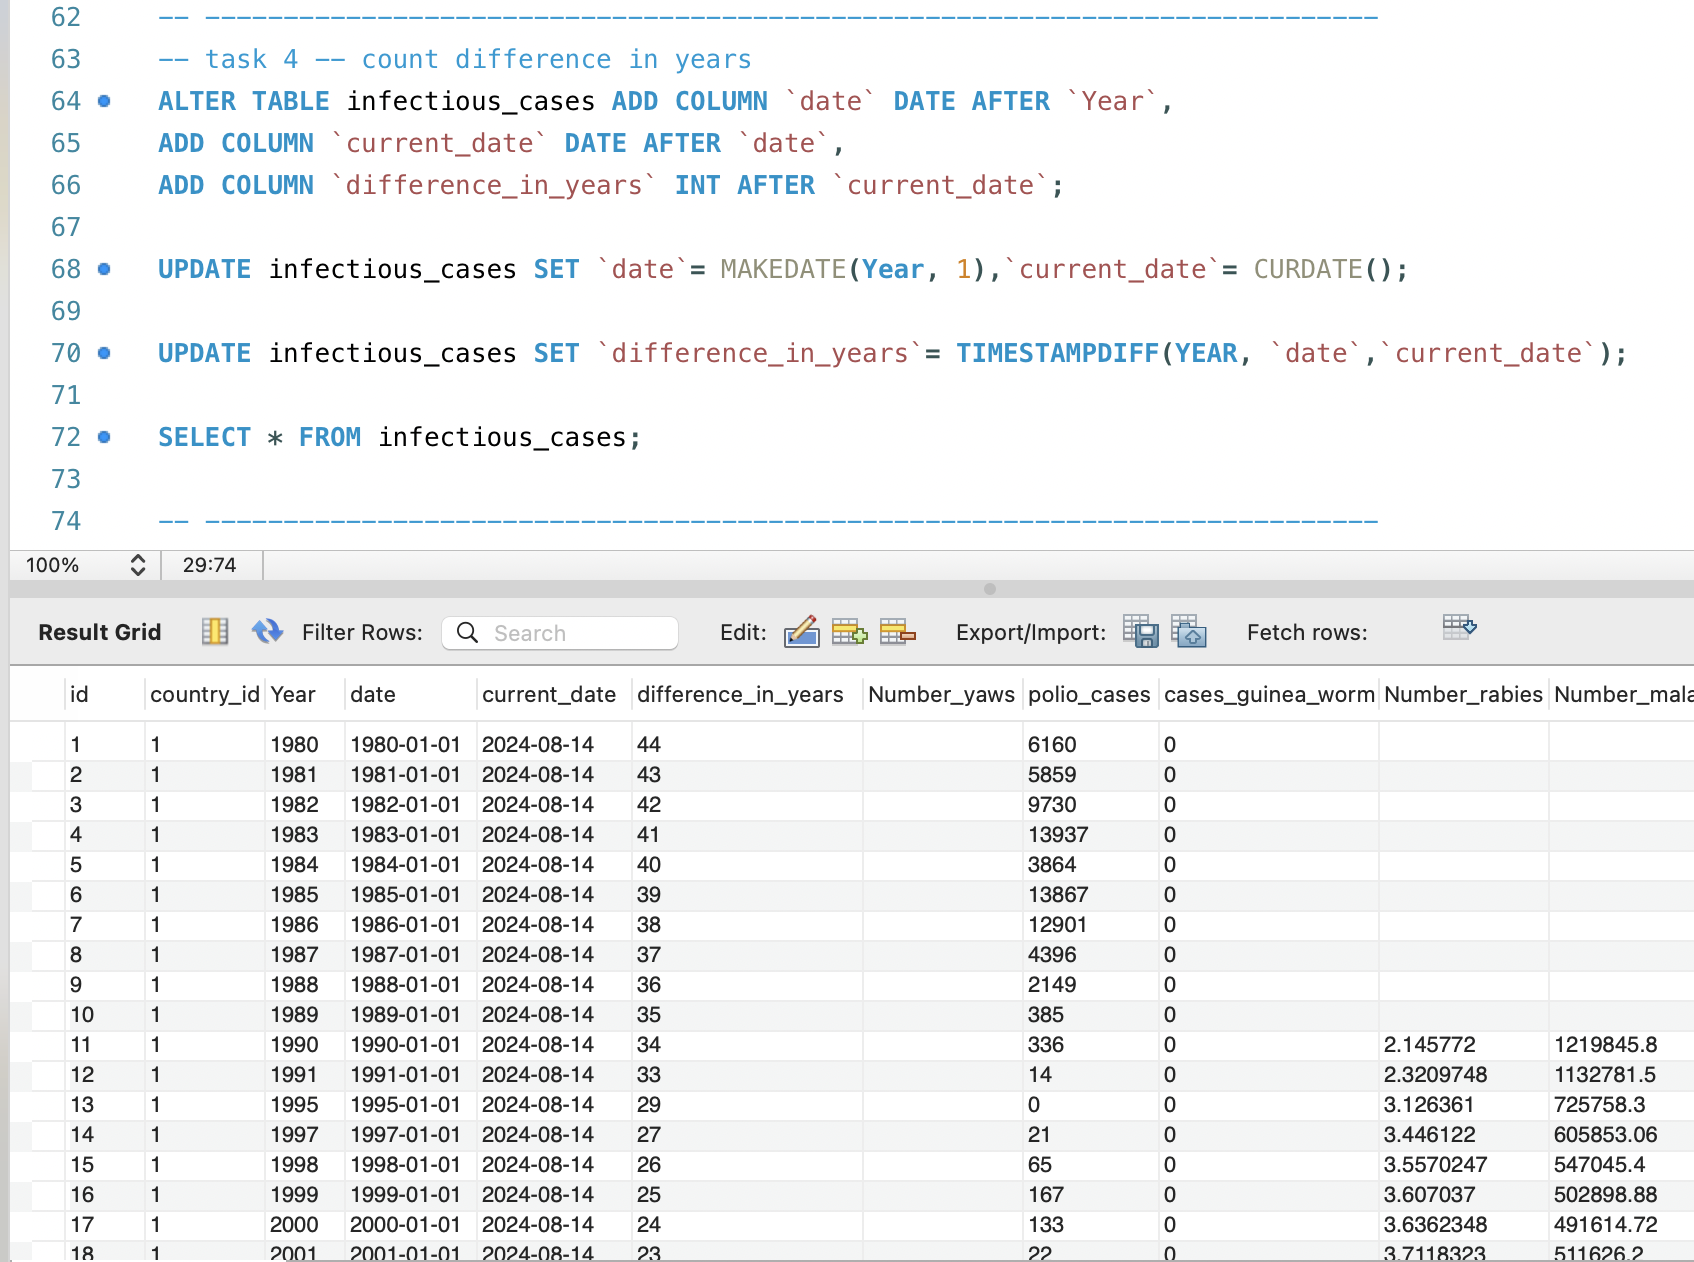 62 -- ---------------------------------------------------------------------------
63 -- task 4 -- count difference in years
64 ALTER TABLE infectious_cases ADD COLUMN `date` DATE AFTER `Year`,
65 ADD COLUMN `current_date` DATE AFTER `date`,
66 ADD COLUMN `difference_in_years` INT AFTER `current_date`;
67
68 UPDATE infectious_cases SET `date`= MAKEDATE(Year, 1),`current_date`= CURDATE();
69
70 UPDATE infectious_cases SET `difference_in_years`= TIMESTAMPDIFF(YEAR, `date`,`current_date`);
71
72 SELECT * FROM infectious_cases;
73
74 -- ---------------------------------------------------------------------------
100% 29:74
Result Grid Filter Rows: Search Edit: Export/Import: Fetch rows:
id country_id Year date current_date difference_in_years Number_yaws polio_cases cases_guinea_worm Number_rabies Number_mala
1 1 1980 1980-01-01 2024-08-14 44 6160 0
2 1 1981 1981-01-01 2024-08-14 43 5859 0
3 1 1982 1982-01-01 2024-08-14 42 9730 0
4 1 1983 1983-01-01 2024-08-14 41 13937 0
5 1 1984 1984-01-01 2024-08-14 40 3864 0
6 1 1985 1985-01-01 2024-08-14 39 13867 0
7 1 1986 1986-01-01 2024-08-14 38 12901 0
8 1 1987 1987-01-01 2024-08-14 37 4396 0
9 1 1988 1988-01-01 2024-08-14 36 2149 0
10 1 1989 1989-01-01 2024-08-14 35 385 0
11 1 1990 1990-01-01 2024-08-14 34 336 0 2.145772 1219845.8
12 1 1991 1991-01-01 2024-08-14 33 14 0 2.3209748 1132781.5
13 1 1995 1995-01-01 2024-08-14 29 0 0 3.126361 725758.3
14 1 1997 1997-01-01 2024-08-14 27 21 0 3.446122 605853.06
15 1 1998 1998-01-01 2024-08-14 26 65 0 3.5570247 547045.4
16 1 1999 1999-01-01 2024-08-14 25 167 0 3.607037 502898.88
17 1 2000 2000-01-01 2024-08-14 24 133 0 3.6362348 491614.72
18 1 2001 2001-01-01 2024-08-14 23 22 0 3.7118323 511626.2